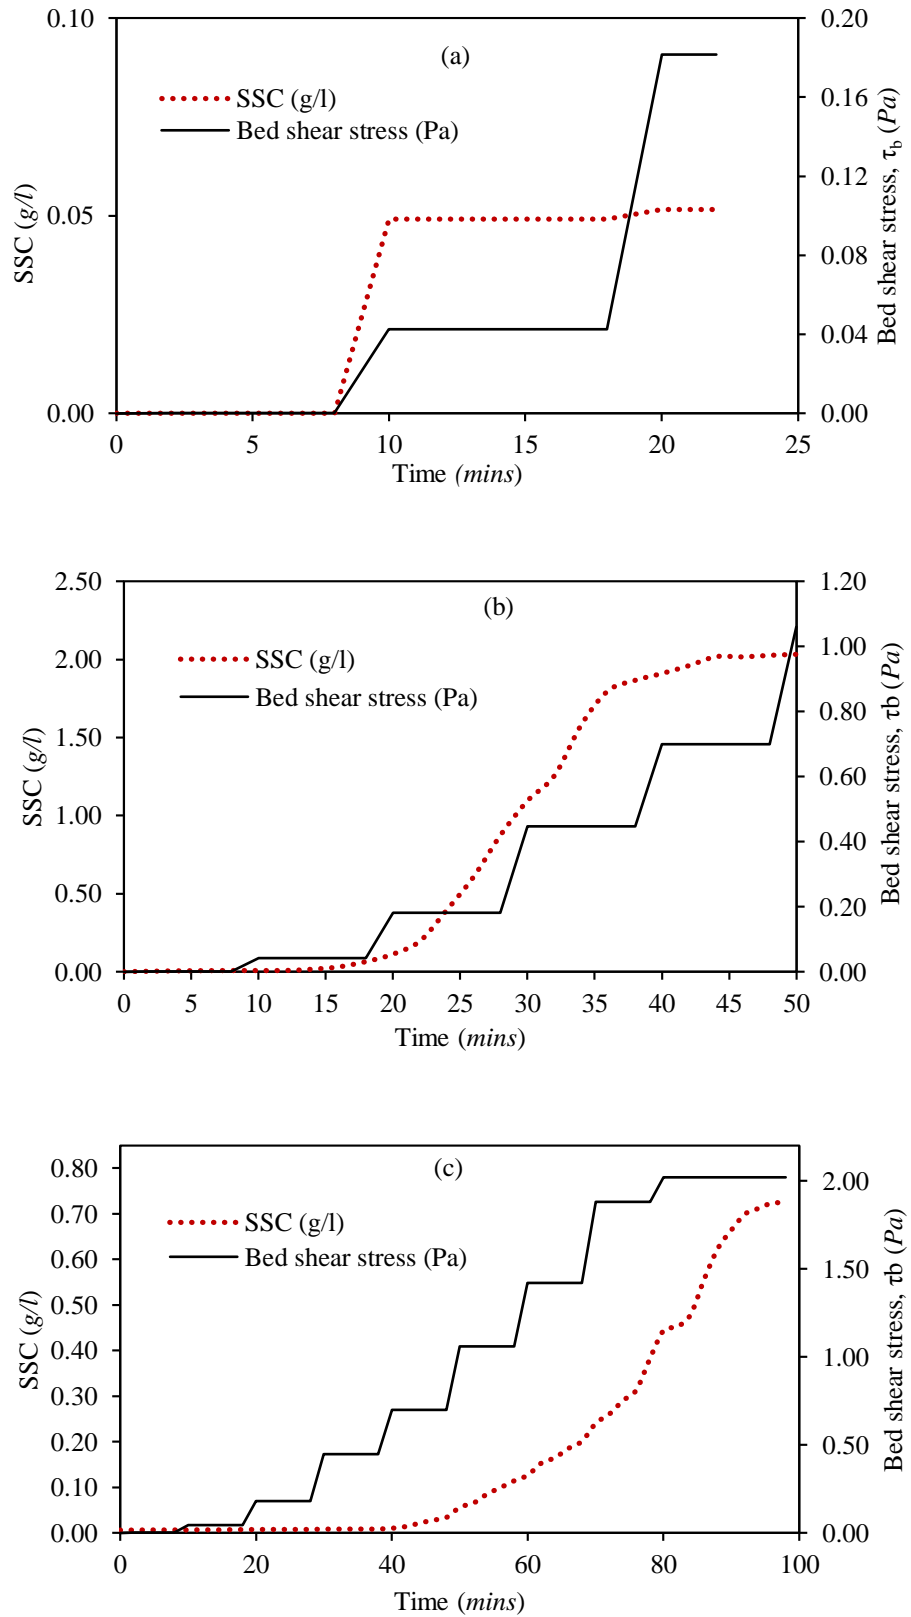 (a)
SSC (g/l)
Bed shear stress (Pa)
0.10
0.05
0.00
SSC (g/l)
0.20
0.16
0.12
0.08
0.04
0.00
Bed shear stress, τb (Pa)
0 5 10 15 20 25
Time (mins)
(b)
SSC (g/l)
Bed shear stress (Pa)
2.50
2.00
1.50
1.00
0.50
0.00
SSC (g/l)
1.20
1.00
0.80
0.60
0.40
0.20
0.00
Bed shear stress, τb (Pa)
0 5 10 15 20 25 30 35 40 45 50
Time (mins)
(c)
SSC (g/l)
Bed shear stress (Pa)
0.80
0.70
0.60
0.50
0.40
0.30
0.20
0.10
0.00
SSC (g/l)
2.00
1.50
1.00
0.50
0.00
Bed shear stress, τb (Pa)
0 20 40 60 80 100
Time (mins)